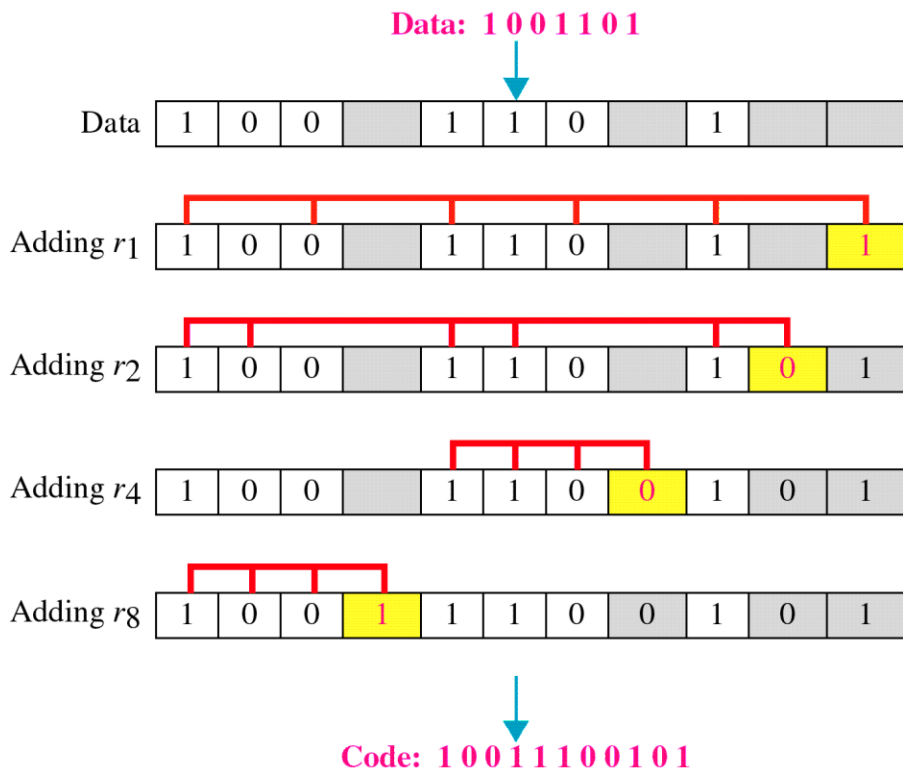 Data: 1 0 0 1 1 0 1
Data 1 0 0 1 1 0 1
Adding r1 1 0 0 1 1 0 1 1
Adding r2 1 0 0 1 1 0 1 0 1
Adding r4 1 0 0 1 1 0 0 1 0 1
Adding r8 1 0 0 1 1 1 0 0 1 0 1
Code: 1 0 0 1 1 1 0 0 1 0 1